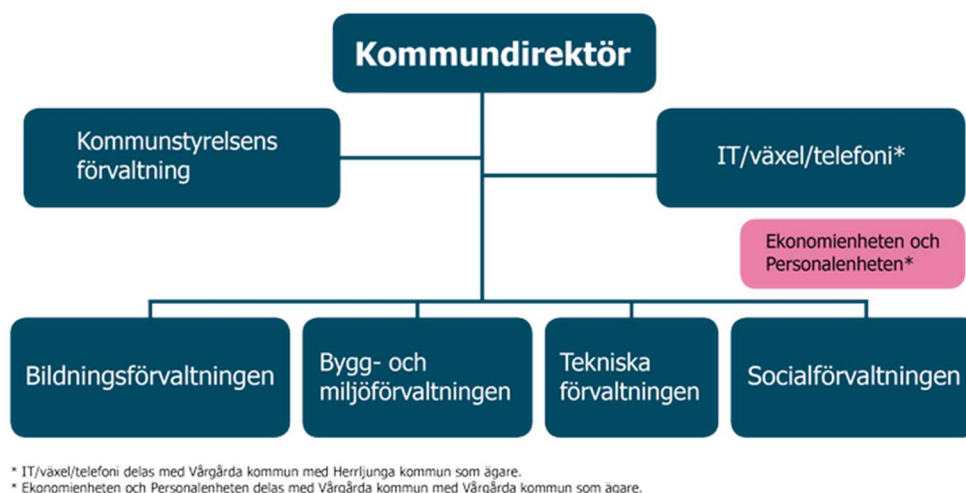 Kommundirektör
Kommunstyrelsens
förvaltning
IT/växel/telefoni*
Ekonomienheten och
Personalenheten*
Bildningsförvaltningen
Bygg- och
miljöförvaltningen
Tekniska
förvaltningen
Socialförvaltningen
* IT/växel/telefoni delas med Vårgårda kommun med Herrljunga kommun som ägare.
* Ekonomienheten och Personalenheten delas med Vårgårda kommun med Vårgårda kommun som ägare.